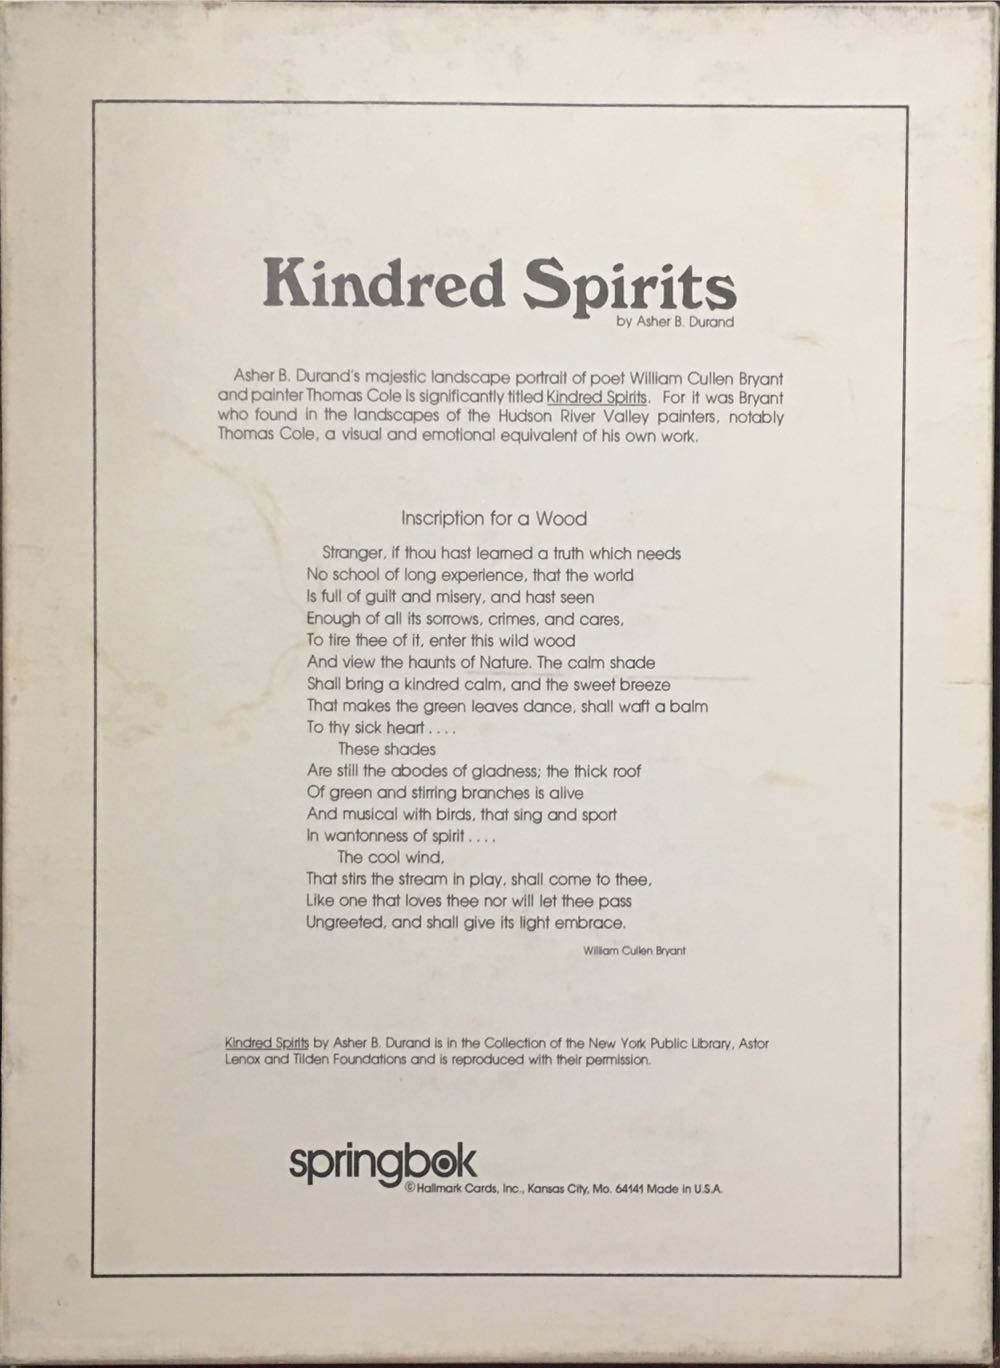 Kindred Spirits
by Asher B. Durand
Asher B. Durand's majestic landscape portrait of poet William Cullen Bryant
and painter Thomas Cole is significantly titled Kindred Spirits. For it was Bryant
who found in the landscapes of the Hudson River Valley painters, notably
Thomas Cole, a visual and emotional equivalent of his own work.
Inscription for a Wood
Stranger, if thou hast learned a truth which needs
No school of long experience, that the world
Is full of guilt and misery, and hast seen
Enough of all its sorrows, crimes, and cares,
To tire thee of it, enter this wild wood
And view the haunts of Nature. The calm shade
Shall bring a kindred calm, and the sweet breeze
That makes the green leaves dance, shall waft a balm
To thy sick heart . . . .
These shades
Are still the abodes of gladness; the thick roof
Of green and stirring branches is alive
And musical with birds, that sing and sport
In wantonness of spirit . . . .
The cool wind,
That stirs the stream in play, shall come to thee,
Like one that loves thee nor will let thee pass
Ungreeted, and shall give its light embrace.
William Cullen Bryant
Kindred Spirits by Asher B. Durand is in the Collection of the New York Public Library, Astor
Lenox and Tilden Foundations and is reproduced with their permission.
springbok
© Hallmark Cards, Inc., Kansas City, Mo. 64141 Made in U.S.A.